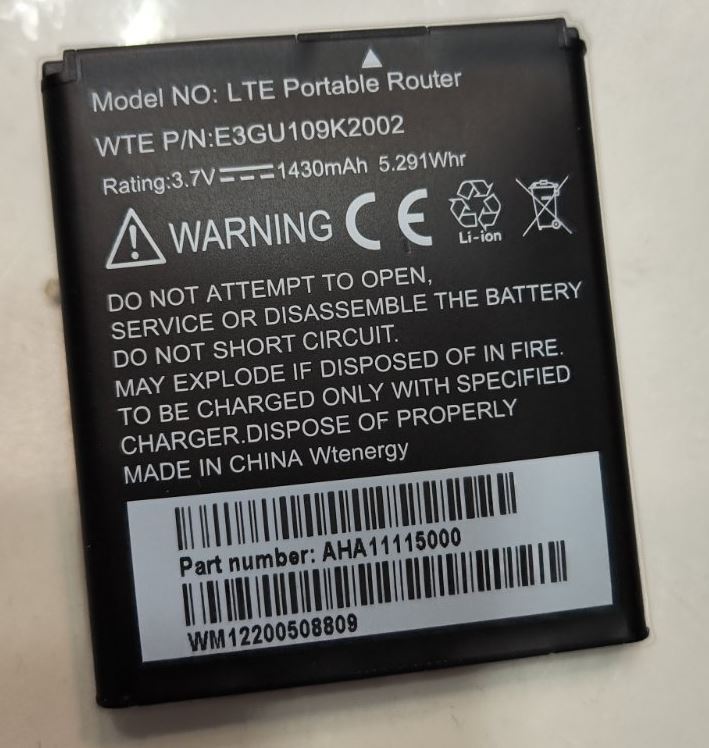 Model NO: LTE Portable Router
WTE P/N:E3GU109K2002
Rating:3.7V⎓1430mAh 5.291Whr
WARNING CE
Li-ion
DO NOT ATTEMPT TO OPEN,
SERVICE OR DISASSEMBLE THE BATTERY
DO NOT SHORT CIRCUIT.
MAY EXPLODE IF DISPOSED OF IN FIRE.
TO BE CHARGED ONLY WITH SPECIFIED
CHARGER.DISPOSE OF PROPERLY
MADE IN CHINA Wtenergy
Part number: AHA11115000
WM12200508809